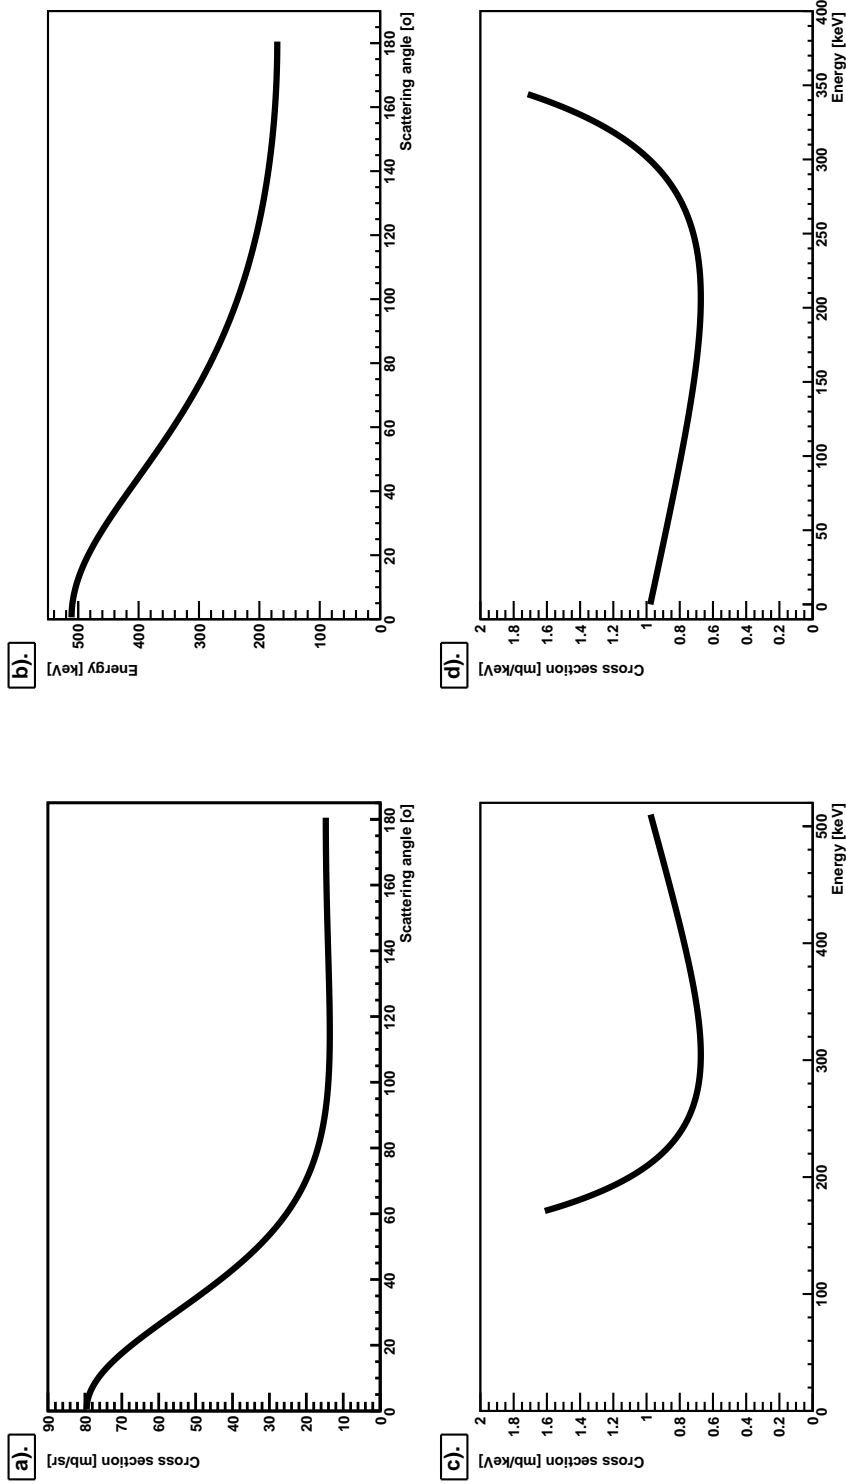 a).
Cross section [mb/sr]
90
80
70
60
50
40
30
20
10
0
0 20 40 60 80 100 120 140 160 180
Scattering angle [o]
b).
Energy [keV]
500
400
300
200
100
0
0 20 40 60 80 100 120 140 160 180
Scattering angle [o]
c).
Cross section [mb/keV]
2
1.8
1.6
1.4
1.2
1
0.8
0.6
0.4
0.2
0
0 100 200 300 400 500
Energy [keV]
d).
Cross section [mb/keV]
2
1.8
1.6
1.4
1.2
1
0.8
0.6
0.4
0.2
0
0 50 100 150 200 250 300 350 400
Energy [keV]